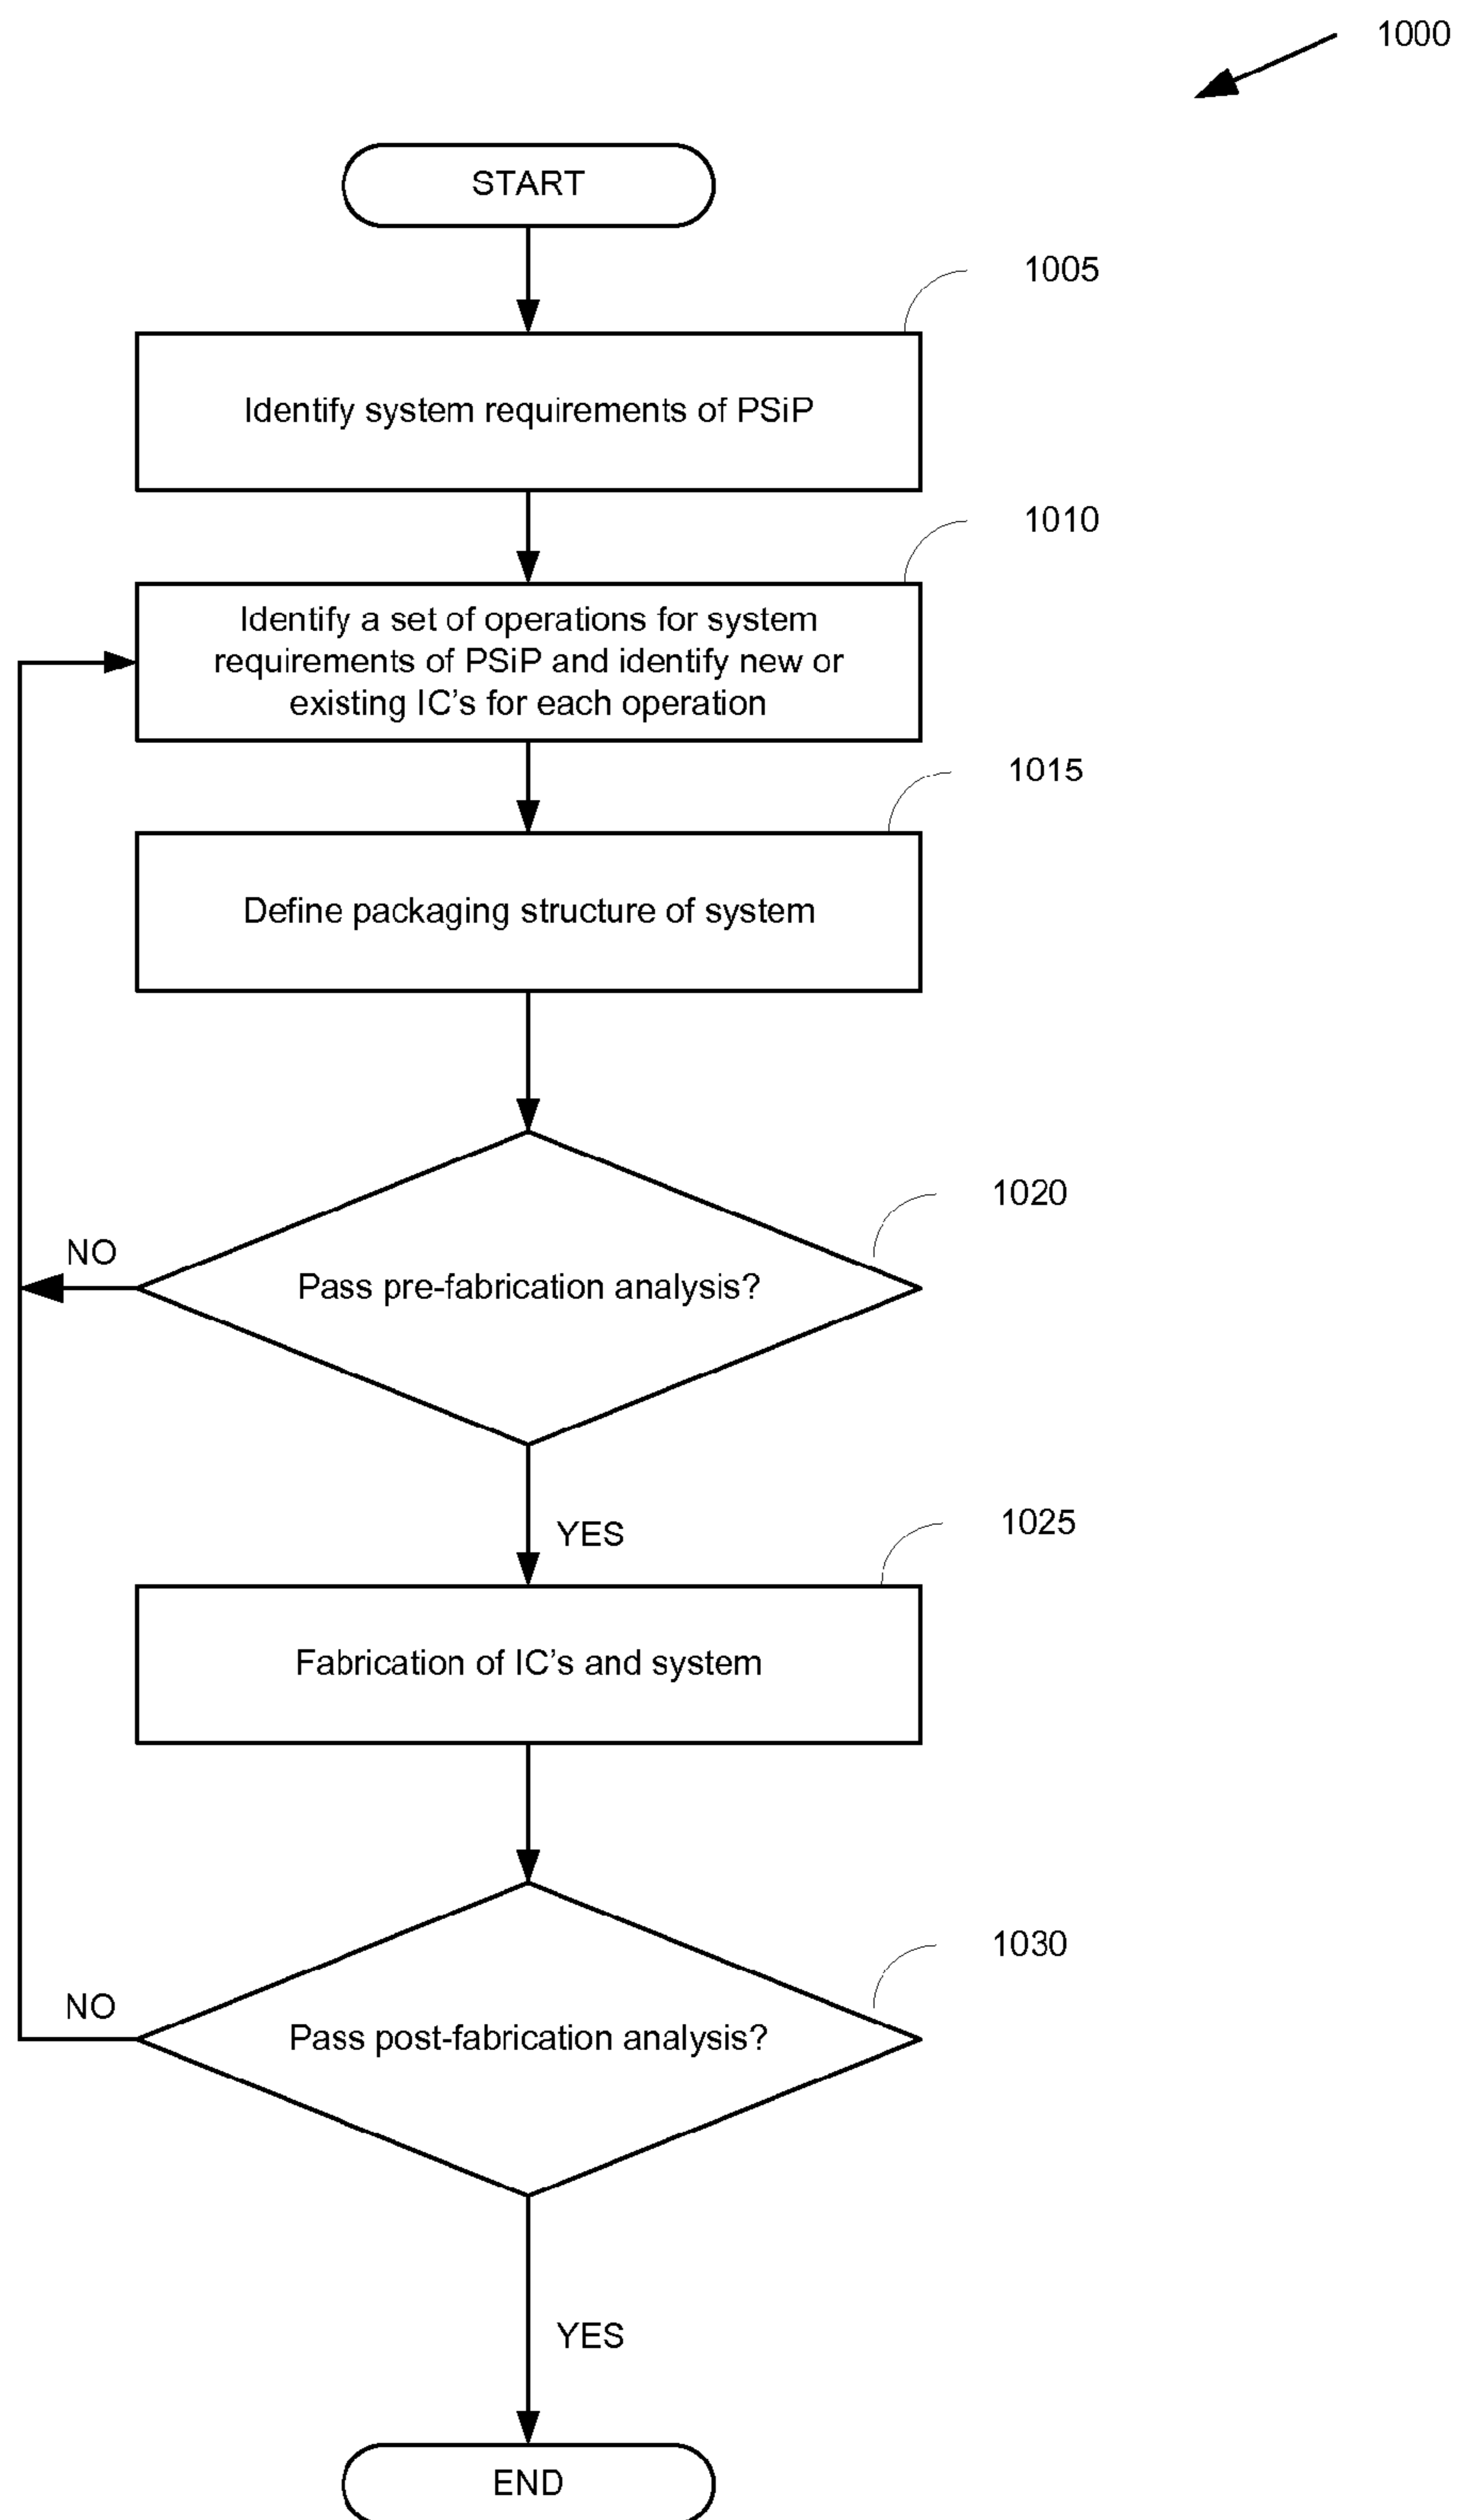 1000
START
1005
Identify system requirements of PSiP
1010
Identify a set of operations for system
requirements of PSiP and identify new or
existing IC's for each operation
1015
Define packaging structure of system
1020
NO
Pass pre-fabrication analysis?
YES
1025
Fabrication of IC's and system
1030
NO
Pass post-fabrication analysis?
YES
END